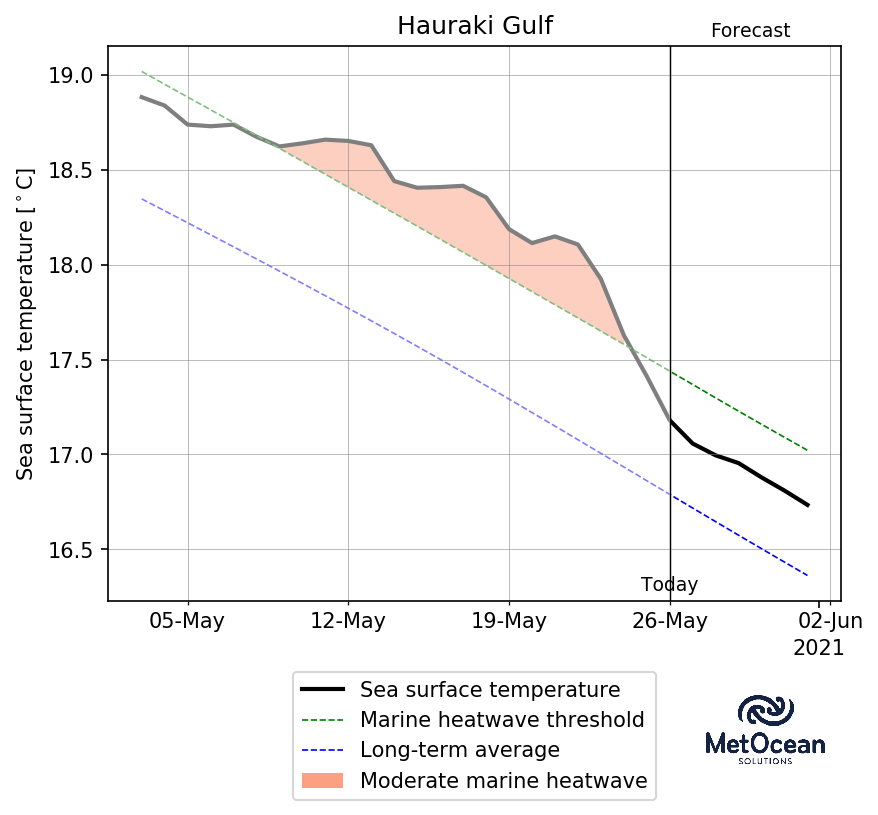 Hauraki Gulf
Forecast
Sea surface temperature [°C]
19.0
18.5
18.0
17.5
17.0
16.5
Today
05-May
12-May
19-May
26-May
02-Jun
2021
Sea surface temperature
Marine heatwave threshold
Long-term average
Moderate marine heatwave
MetOcean
SOLUTIONS